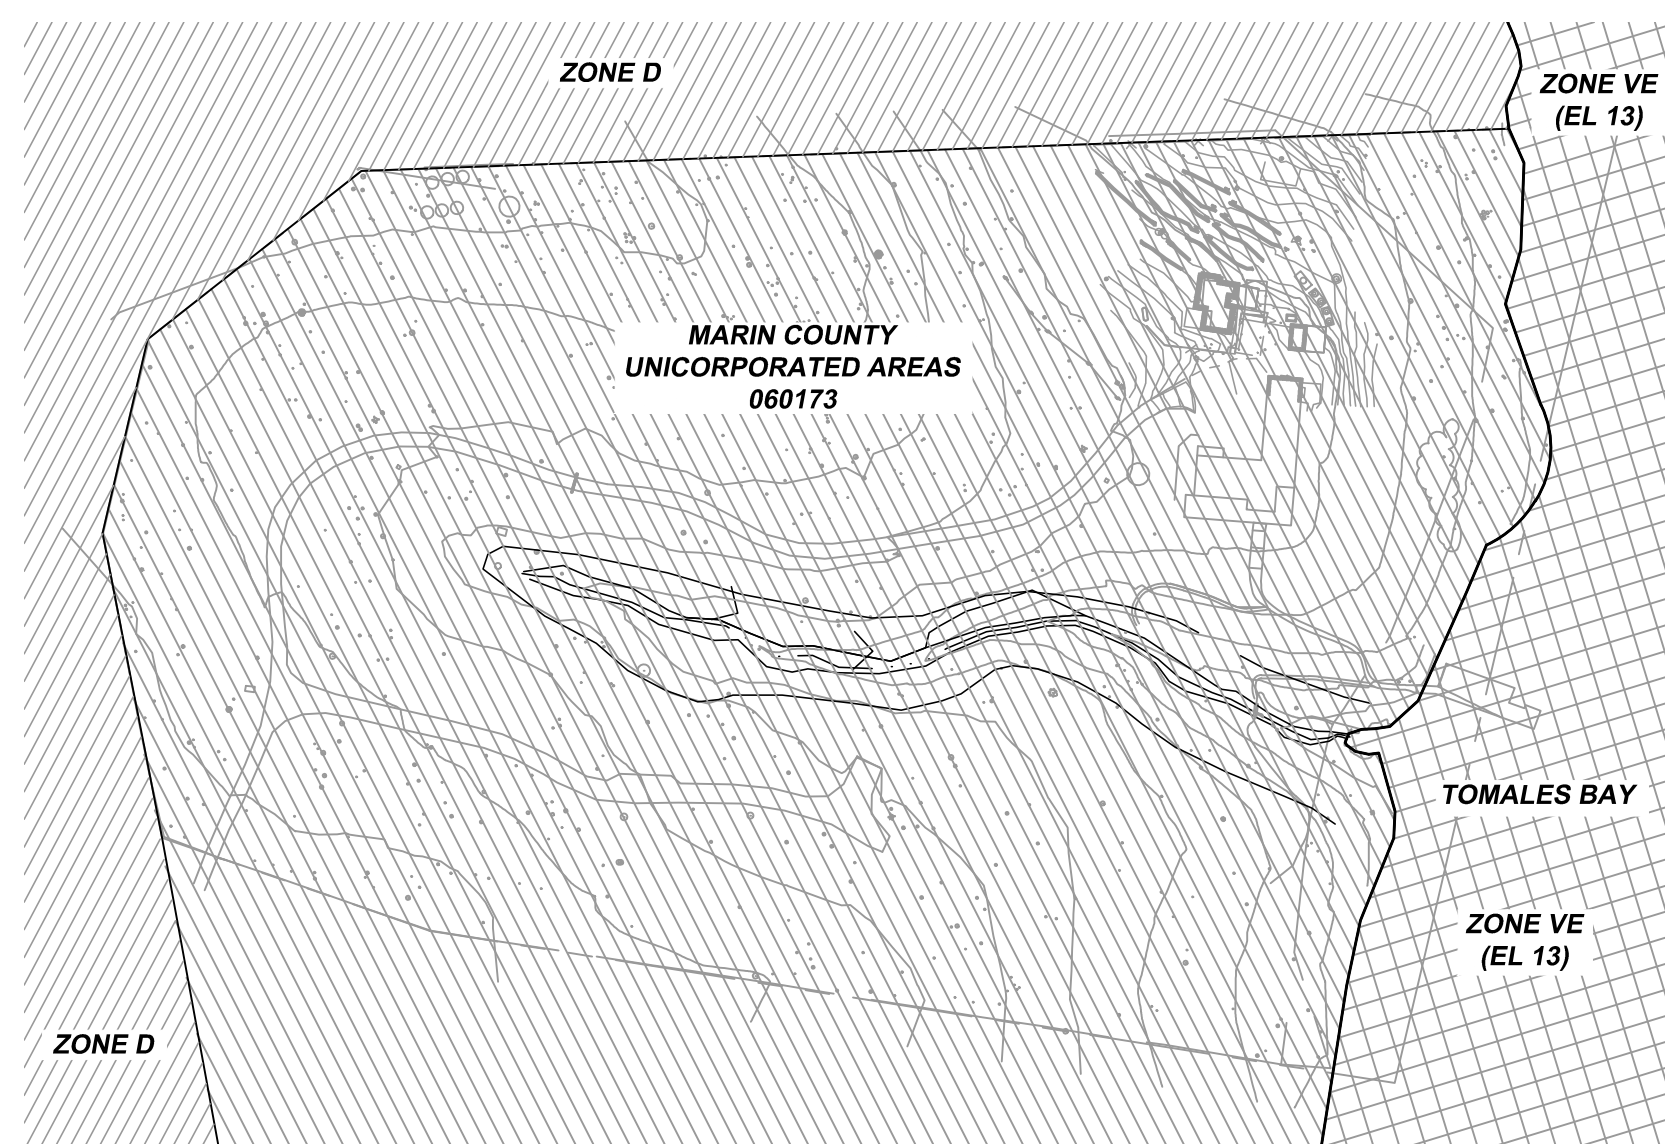 ZONE D
ZONE VE
(EL 13)
MARIN COUNTY
UNICORPORATED AREAS
060173
TOMALES BAY
ZONE VE
(EL 13)
ZONE D